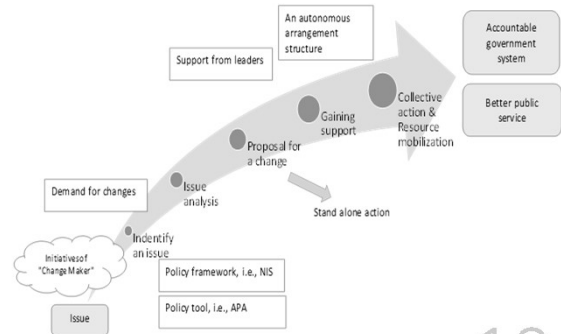 An autonomous
arrangement
structure
Accountable
government
system
Support from leaders
Better public
service
Collective
action &
Resource
mobilization
Gaining
support
Proposal for
a change
Issue
analysis
Stand alone action
Demand for changes
Indentify
an issue
Initiatives of
"Change Maker"
Policy framework, i.e., NIS
Policy tool, i.e., APA
Issue